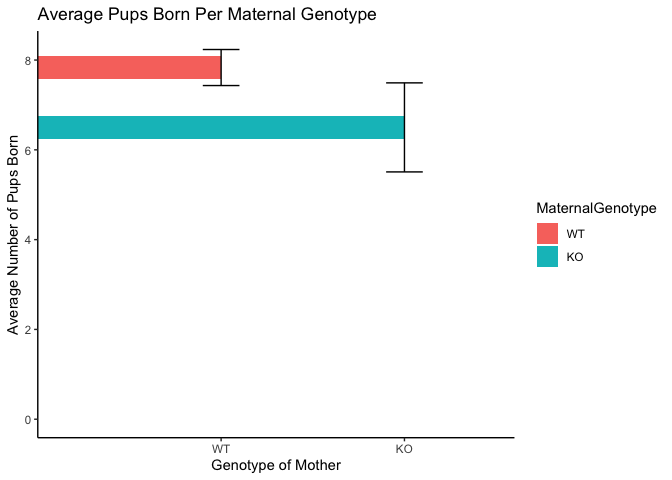 Average Pups Born Per Maternal Genotype
Average Number of Pups Born
8
6
4
2
0
WT
KO
Genotype of Mother
MaternalGenotype
WT
KO